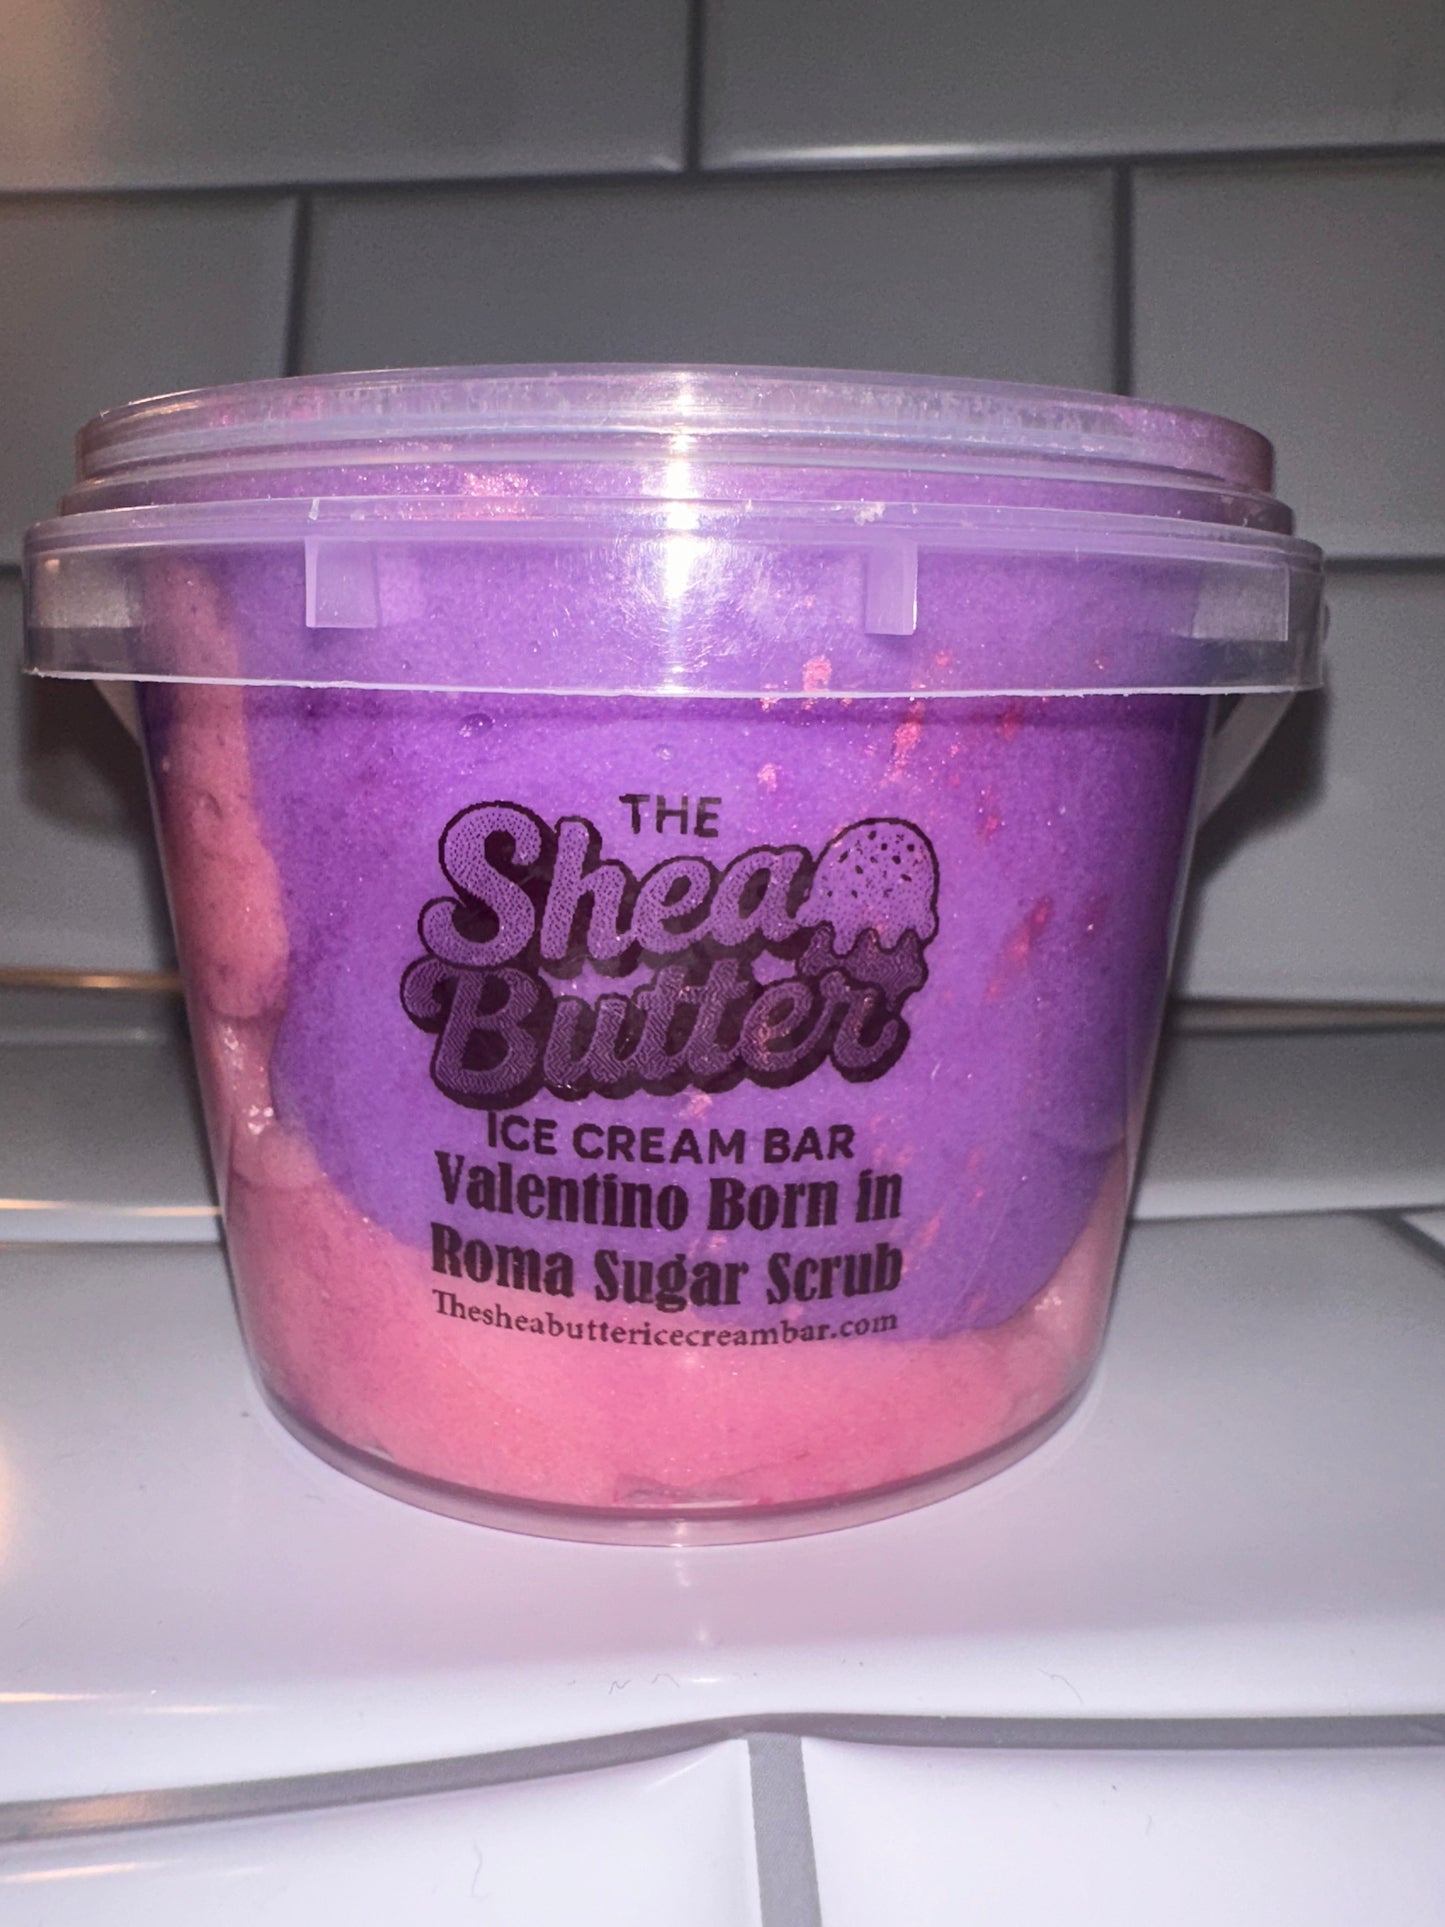 THE
Shea
Butter
ICE CREAM BAR
Valentino Born in
Roma Sugar Scrub
Thesheabuttericecreambar.com